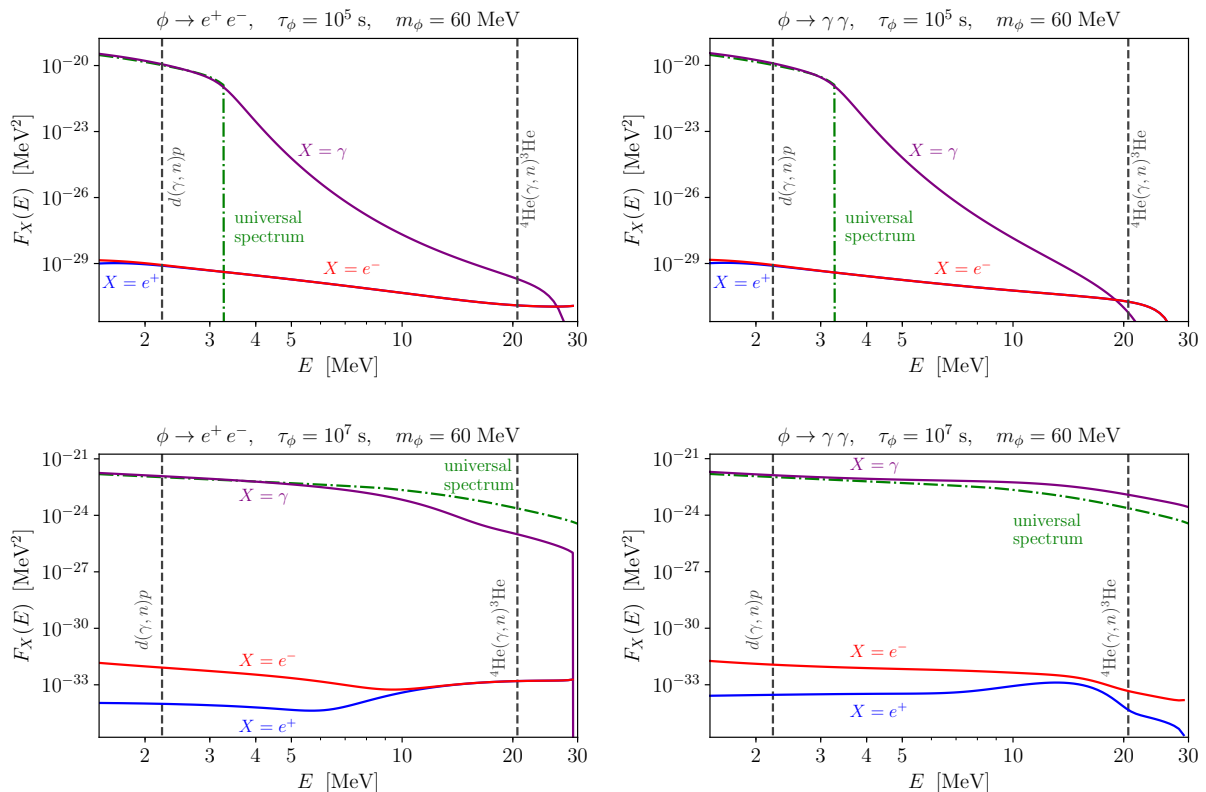 ϕ → e⁺ e⁻, τ_ϕ = 10⁵ s, m_ϕ = 60 MeV
F_X(E) [MeV²]
10⁻²⁰
10⁻²³
10⁻²⁶
10⁻²⁹
d(γ, n)p
X = γ
⁴He(γ, n)³He
universal
spectrum
X = e⁻
X = e⁺
2 3 4 5 10 20 30
E [MeV]
ϕ → γ γ, τ_ϕ = 10⁵ s, m_ϕ = 60 MeV
F_X(E) [MeV²]
10⁻²⁰
10⁻²³
10⁻²⁶
10⁻²⁹
d(γ, n)p
X = γ
⁴He(γ, n)³He
universal
spectrum
X = e⁻
X = e⁺
2 3 4 5 10 20 30
E [MeV]
ϕ → e⁺ e⁻, τ_ϕ = 10⁷ s, m_ϕ = 60 MeV
F_X(E) [MeV²]
10⁻²¹
10⁻²⁴
10⁻²⁷
10⁻³⁰
10⁻³³
universal
spectrum
X = γ
d(γ, n)p
⁴He(γ, n)³He
X = e⁻
X = e⁺
2 3 4 5 10 20 30
E [MeV]
ϕ → γ γ, τ_ϕ = 10⁷ s, m_ϕ = 60 MeV
F_X(E) [MeV²]
10⁻²¹
10⁻²⁴
10⁻²⁷
10⁻³⁰
10⁻³³
X = γ
universal
spectrum
d(γ, n)p
⁴He(γ, n)³He
X = e⁻
X = e⁺
2 3 4 5 10 20 30
E [MeV]